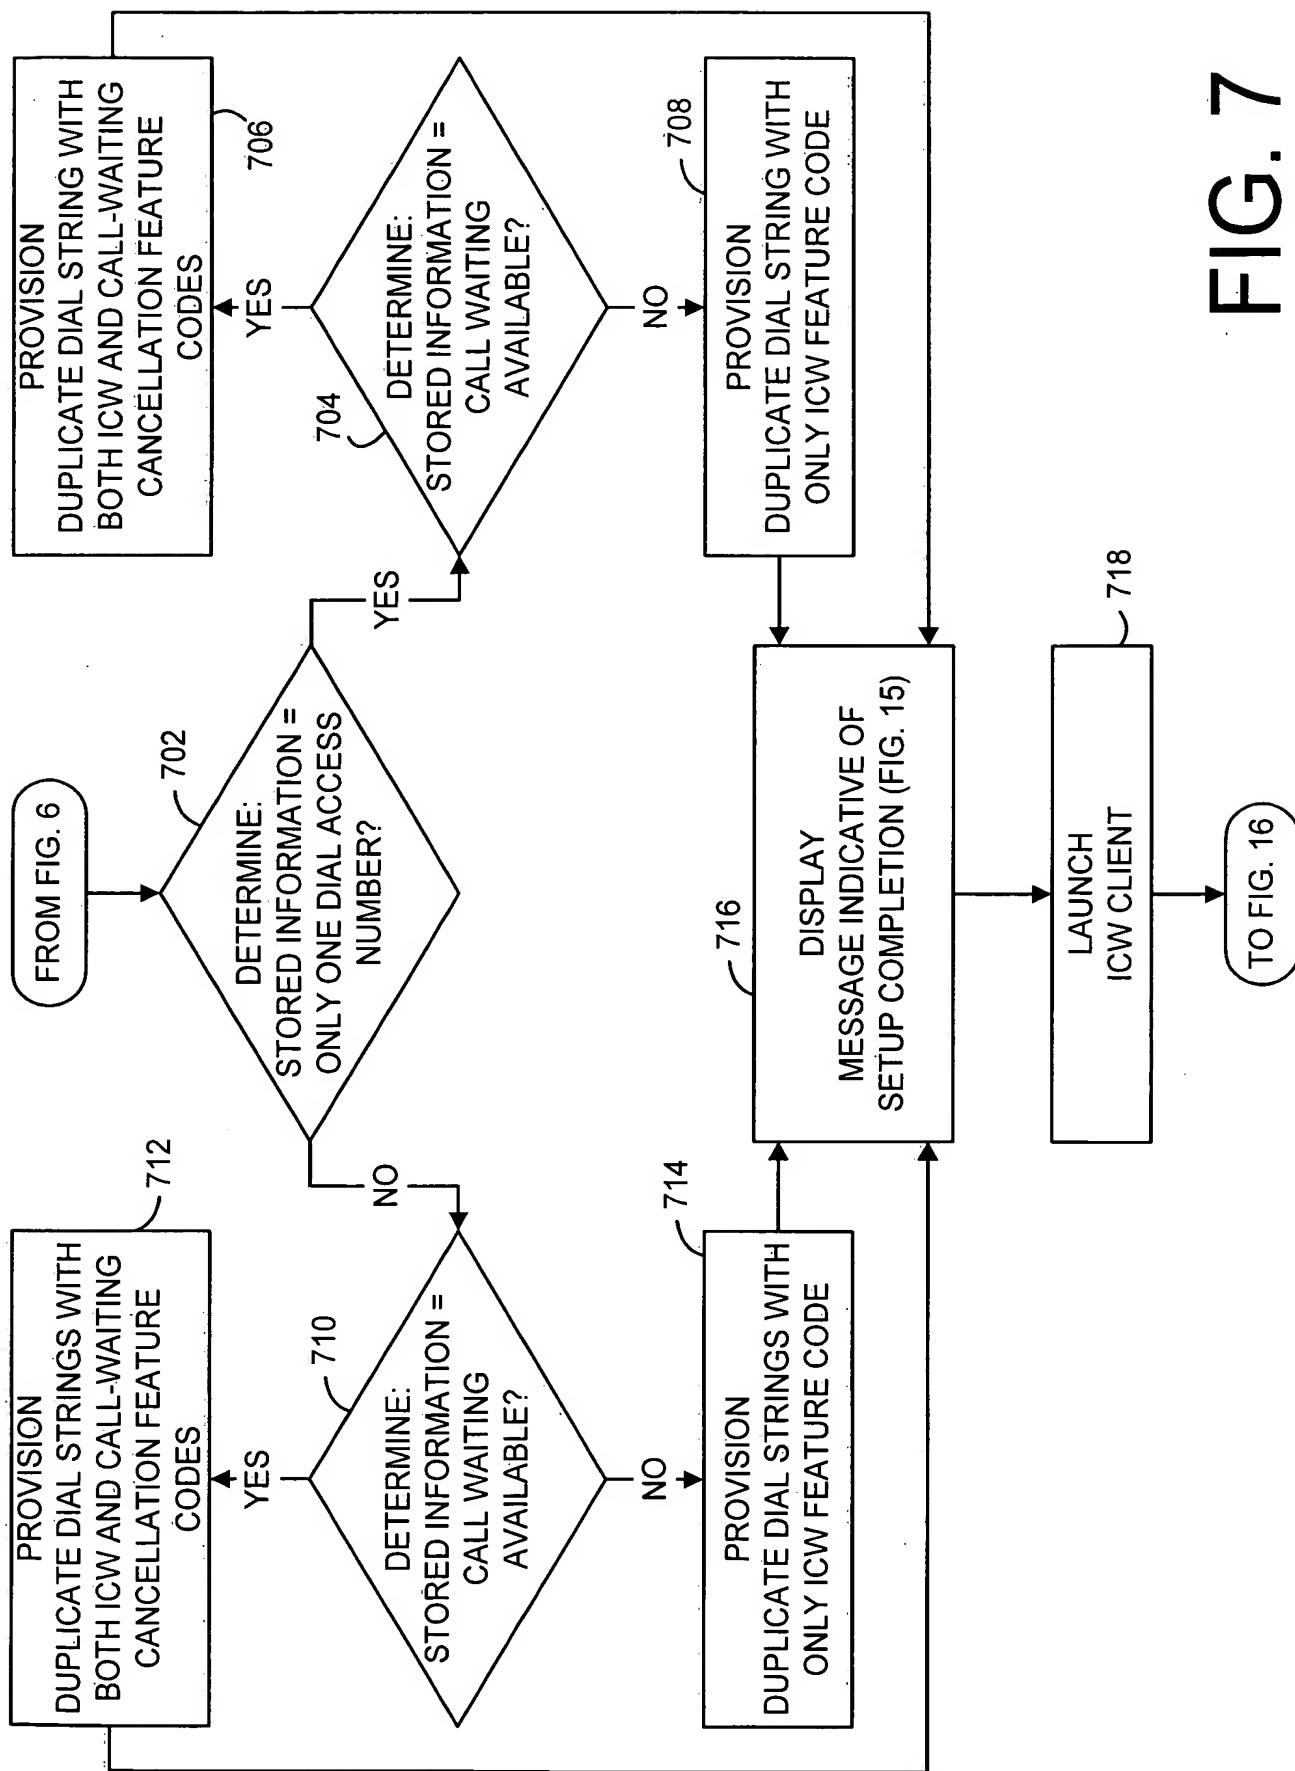 FROM FIG. 6
702
DETERMINE:
STORED INFORMATION =
ONLY ONE DIAL ACCESS
NUMBER?
NO
YES
712
PROVISION
DUPLICATE DIAL STRINGS WITH
BOTH ICW AND CALL-WAITING
CANCELLATION FEATURE
CODES
YES
710
DETERMINE:
STORED INFORMATION =
CALL WAITING
AVAILABLE?
NO
714
PROVISION
DUPLICATE DIAL STRINGS WITH
ONLY ICW FEATURE CODE
PROVISION
DUPLICATE DIAL STRING WITH
BOTH ICW AND CALL-WAITING
CANCELLATION FEATURE
CODES
706
YES
704
DETERMINE:
STORED INFORMATION =
CALL WAITING
AVAILABLE?
NO
708
PROVISION
DUPLICATE DIAL STRING WITH
ONLY ICW FEATURE CODE
716
DISPLAY
MESSAGE INDICATIVE OF
SETUP COMPLETION (FIG. 15)
718
LAUNCH
ICW CLIENT
TO FIG. 16
FIG. 7